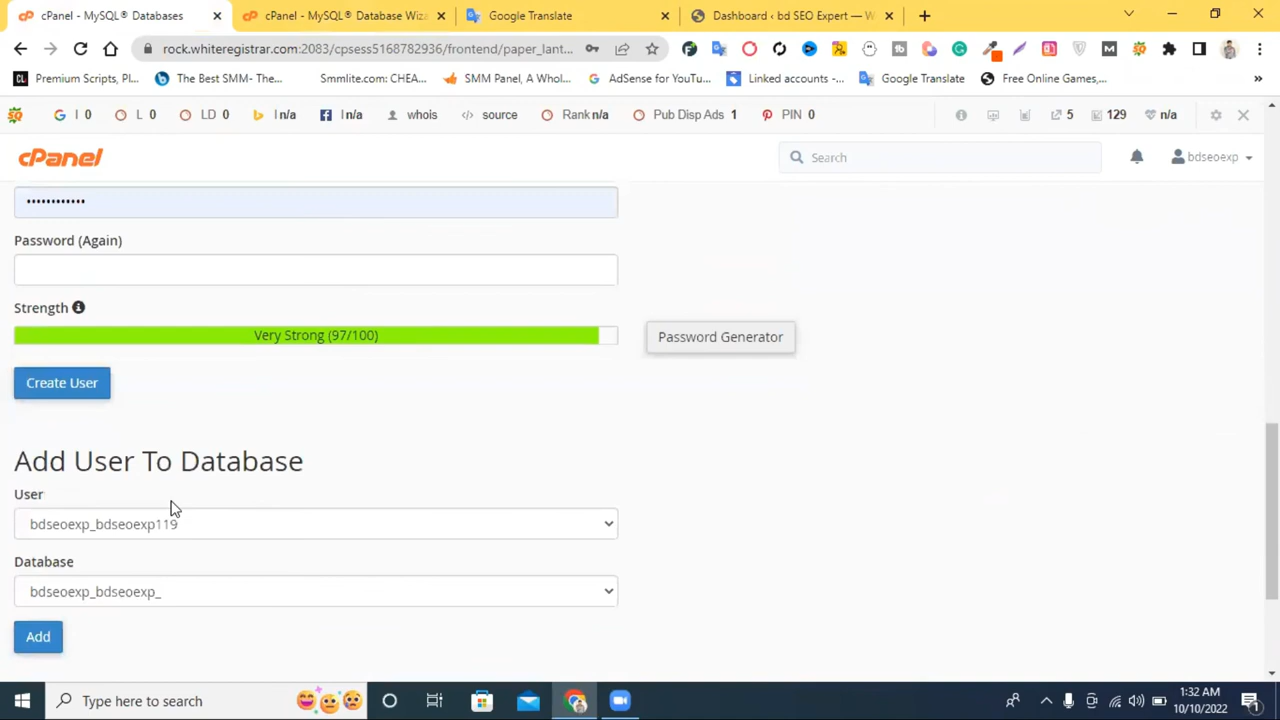 cPanel - MySQL® Databases
cPanel - MySQL® Database Wiza
Google Translate
Dashboard ‹ bd SEO Expert — W
rock.whiteregistrar.com:2083/cpsess5168782936/frontend/paper_lant...
Premium Scripts, Pl...
The Best SMM- The...
Smmlite.com: CHEA...
SMM Panel, A Whol...
AdSense for YouTu...
Linked accounts -...
Google Translate
Free Online Games,...
I 0
L 0
LD 0
I n/a
I n/a
whois
source
Rank n/a
Pub Disp Ads 1
PIN 0
5
129
n/a
cPanel
Search
bdseoexp
••••••••••••
Password (Again)
Strength
Very Strong (97/100)
Password Generator
Create User
Add User To Database
User
bdseoexp_bdseoexp119
Database
bdseoexp_bdseoexp_
Add
Type here to search
1:32 AM
10/10/2022